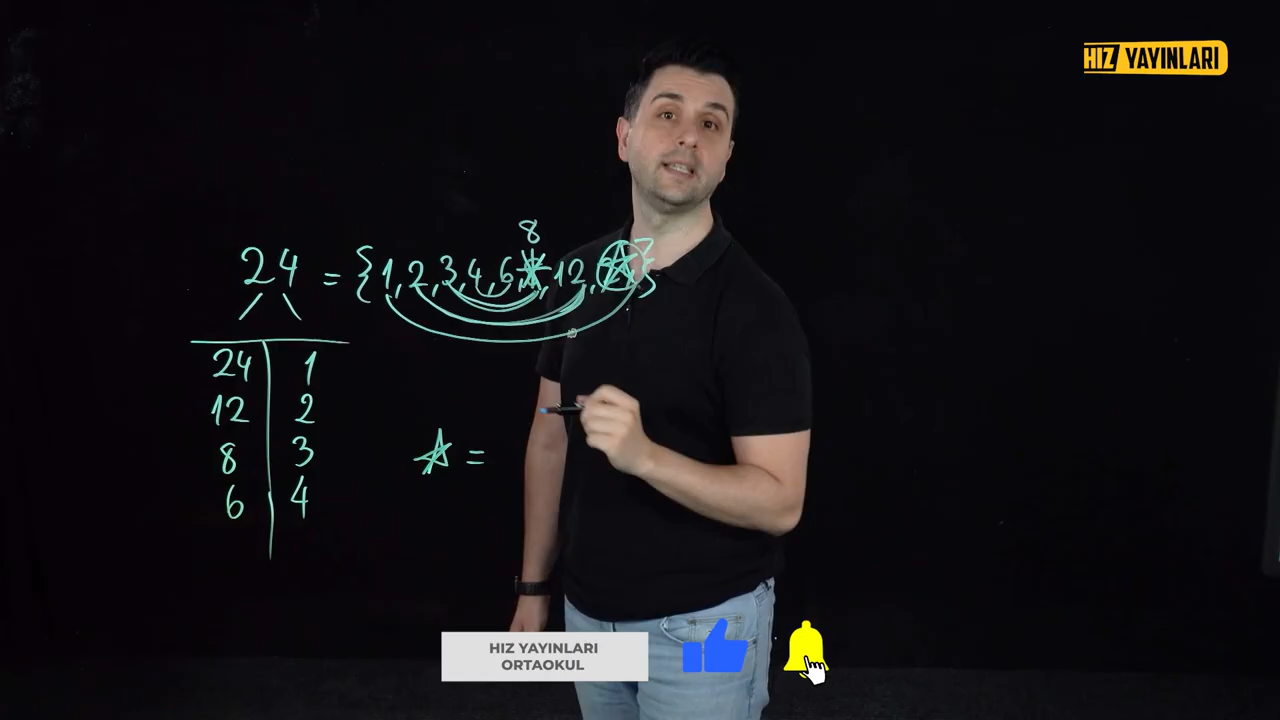 HIZ YAYINLARI
8
24 = {1, 2, 3, 4, 6, ☆, 12, ☆}
24 | 1
12 | 2
8 | 3
6 | 4
☆ =
HIZ YAYINLARI
ORTAOKUL